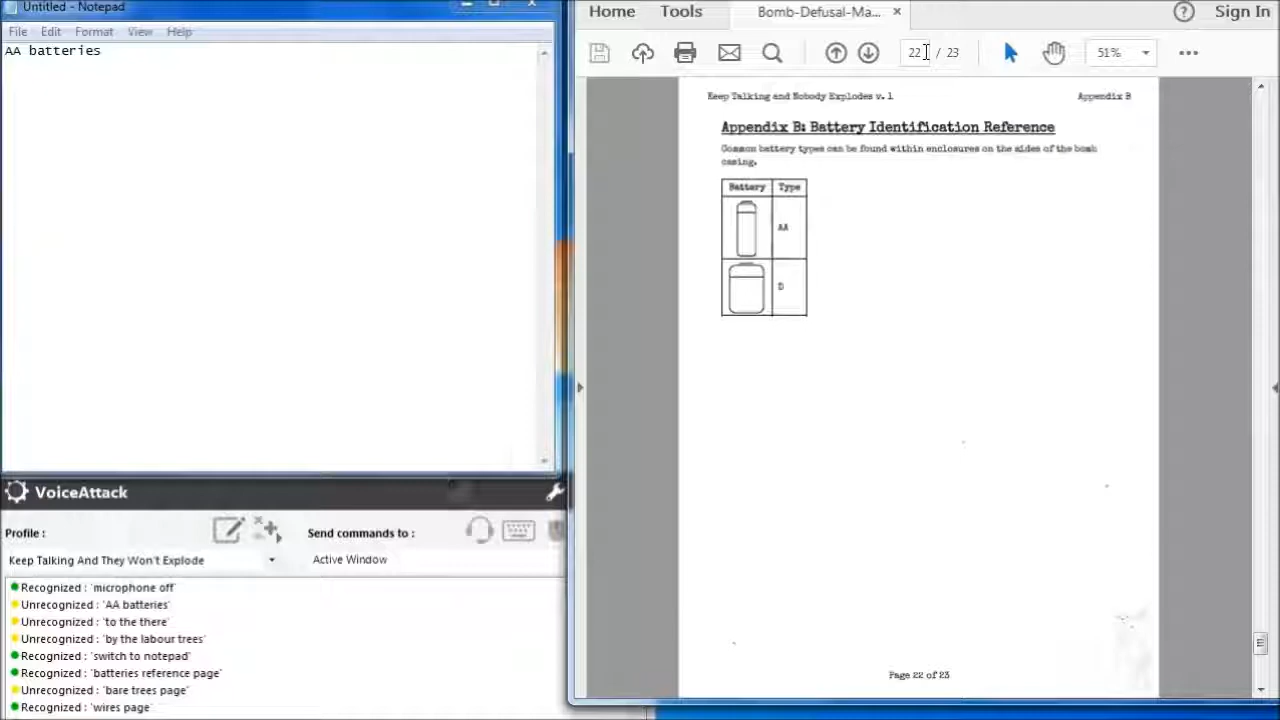 Untitled - Notepad
File Edit Format View Help
AA batteries
VoiceAttack
Profile :
Send commands to :
Keep Talking And They Won't Explode
Active Window
Recognized : 'microphone off'
Unrecognized : 'AA batteries'
Unrecognized : 'to the there'
Unrecognized : 'by the labour trees'
Recognized : 'switch to notepad'
Recognized : 'batteries reference page'
Unrecognized : 'bare trees page'
Recognized : 'wires page'
Home Tools Bomb-Defusal-Ma... × ? Sign In
22 / 23 51%
Keep Talking and Nobody Explodes v. 1 Appendix B
Appendix B: Battery Identification Reference
Common battery types can be found within enclosures on the sides of the bomb
casing.
Battery Type
AA
D
Page 22 of 23